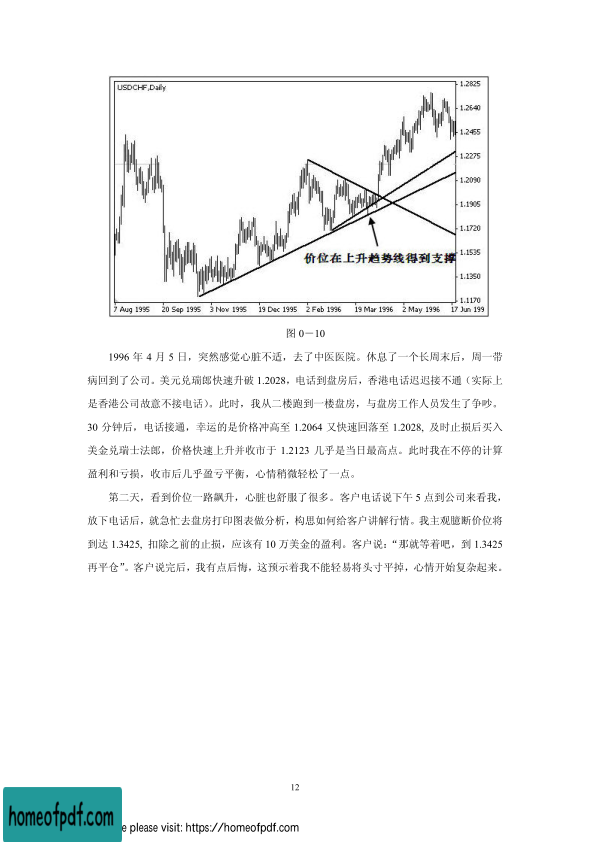 USDCHF,Daily
1.2825
1.2640
1.2455
1.2275
1.2090
1.1905
1.1720
1.1535
1.1350
1.1170
价位在上升趋势线得到支撑
7 Aug 1995 20 Sep 1995 3 Nov 1995 19 Dec 1995 2 Feb 1996 19 Mar 1996 2 May 1996 17 Jun 199
图 0－10
1996 年 4 月 5 日，突然感觉心脏不适，去了中医医院。休息了一个长周末后，周一带
病回到了公司。美元兑瑞郎快速升破 1.2028，电话到盘房后，香港电话迟迟接不通（实际上
是香港公司故意不接电话）。此时，我从二楼跑到一楼盘房，与盘房工作人员发生了争吵。
30 分钟后，电话接通，幸运的是价格冲高至 1.2064 又快速回落至 1.2028, 及时止损后买入
美金兑瑞士法郎，价格快速上升并收市于 1.2123 几乎是当日最高点。此时我在不停的计算
盈利和亏损，收市后几乎盈亏平衡，心情稍微轻松了一点。
第二天，看到价位一路飙升，心脏也舒服了很多。客户电话说下午 5 点到公司来看我，
放下电话后，就急忙去盘房打印图表做分析，构思如何给客户讲解行情。我主观臆断价位将
到达 1.3425, 扣除之前的止损，应该有 10 万美金的盈利。客户说：“那就等着吧，到 1.3425
再平仓”。客户说完后，我有点后悔，这预示着我不能轻易将头寸平掉，心情开始复杂起来。
12
homeofpdf.com
e please visit: https://homeofpdf.com